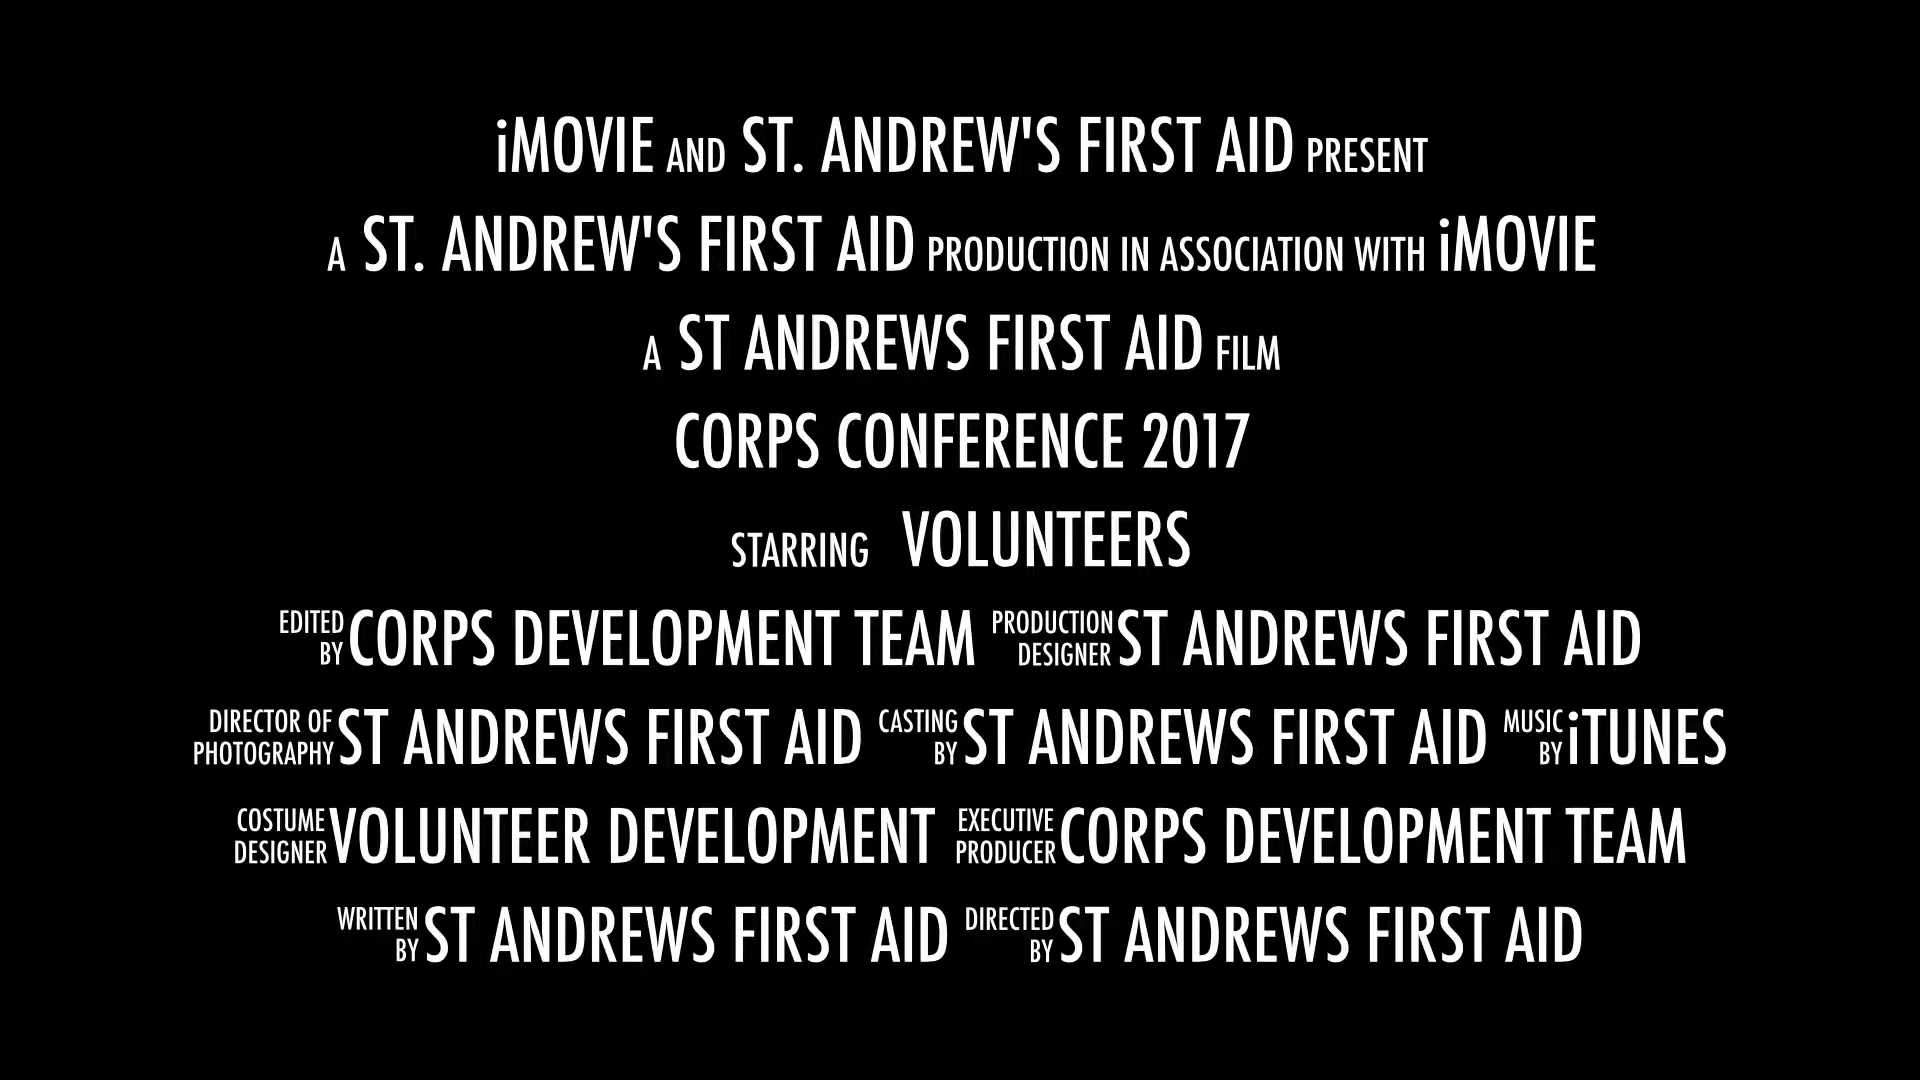 iMOVIE AND ST. ANDREW'S FIRST AID PRESENT
A ST. ANDREW'S FIRST AID PRODUCTION IN ASSOCIATION WITH iMOVIE
A ST ANDREWS FIRST AID FILM
CORPS CONFERENCE 2017
STARRING VOLUNTEERS
EDITED BY CORPS DEVELOPMENT TEAM PRODUCTION DESIGNER ST ANDREWS FIRST AID
DIRECTOR OF PHOTOGRAPHY ST ANDREWS FIRST AID CASTING BY ST ANDREWS FIRST AID MUSIC BY iTUNES
COSTUME DESIGNER VOLUNTEER DEVELOPMENT EXECUTIVE PRODUCER CORPS DEVELOPMENT TEAM
WRITTEN BY ST ANDREWS FIRST AID DIRECTED BY ST ANDREWS FIRST AID